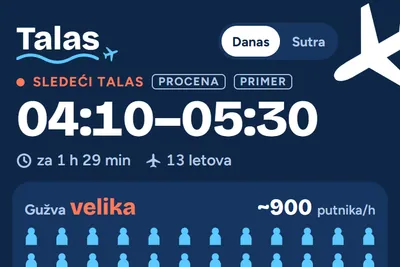 Talas
Danas Sutra
SLEDEĆI TALAS PROCENA PRIMER
04:10–05:30
za 1 h 29 min 13 letova
Gužva velika ~900 putnika/h